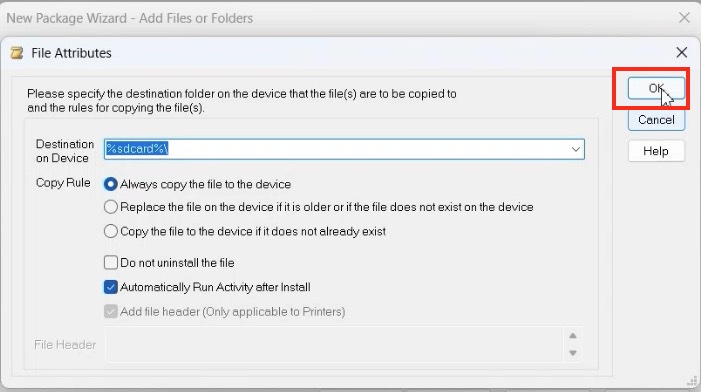 New Package Wizard - Add Files or Folders
File Attributes
Please specify the destination folder on the device that the file(s) are to be copied to
and the rules for copying the file(s).
OK
Cancel
Help
Destination
on Device
%sdcard%\
Copy Rule
Always copy the file to the device
Replace the file on the device if it is older or if the file does not exist on the device
Copy the file to the device if it does not already exist
Do not uninstall the file
Automatically Run Activity after Install
Add file header (Only applicable to Printers)
File Header